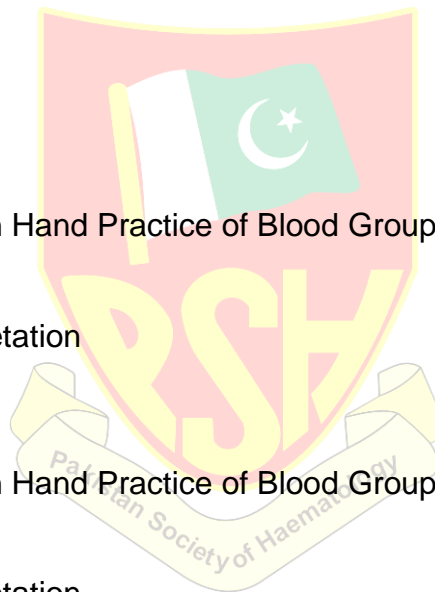 Hand Practice of Blood Group
etation
PSH
Hand Practice of Blood Group
Pakistan Society of Haematology
etation